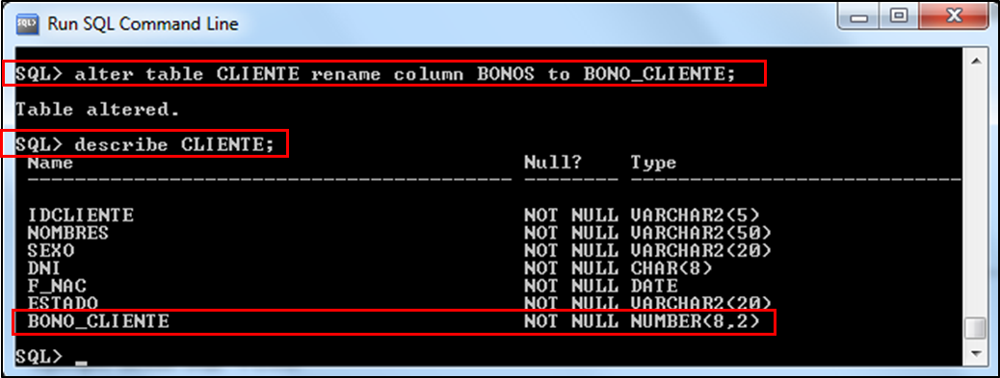 Run SQL Command Line
SQL> alter table CLIENTE rename column BONOS to BONO_CLIENTE;
Table altered.
SQL> describe CLIENTE;
Name Null? Type
----------------------------------------- -------- ----------------------------
IDCLIENTE NOT NULL VARCHAR2(5)
NOMBRES NOT NULL VARCHAR2(50)
SEXO NOT NULL VARCHAR2(20)
DNI NOT NULL CHAR(8)
F_NAC NOT NULL DATE
ESTADO NOT NULL VARCHAR2(20)
BONO_CLIENTE NOT NULL NUMBER(8,2)
SQL> _